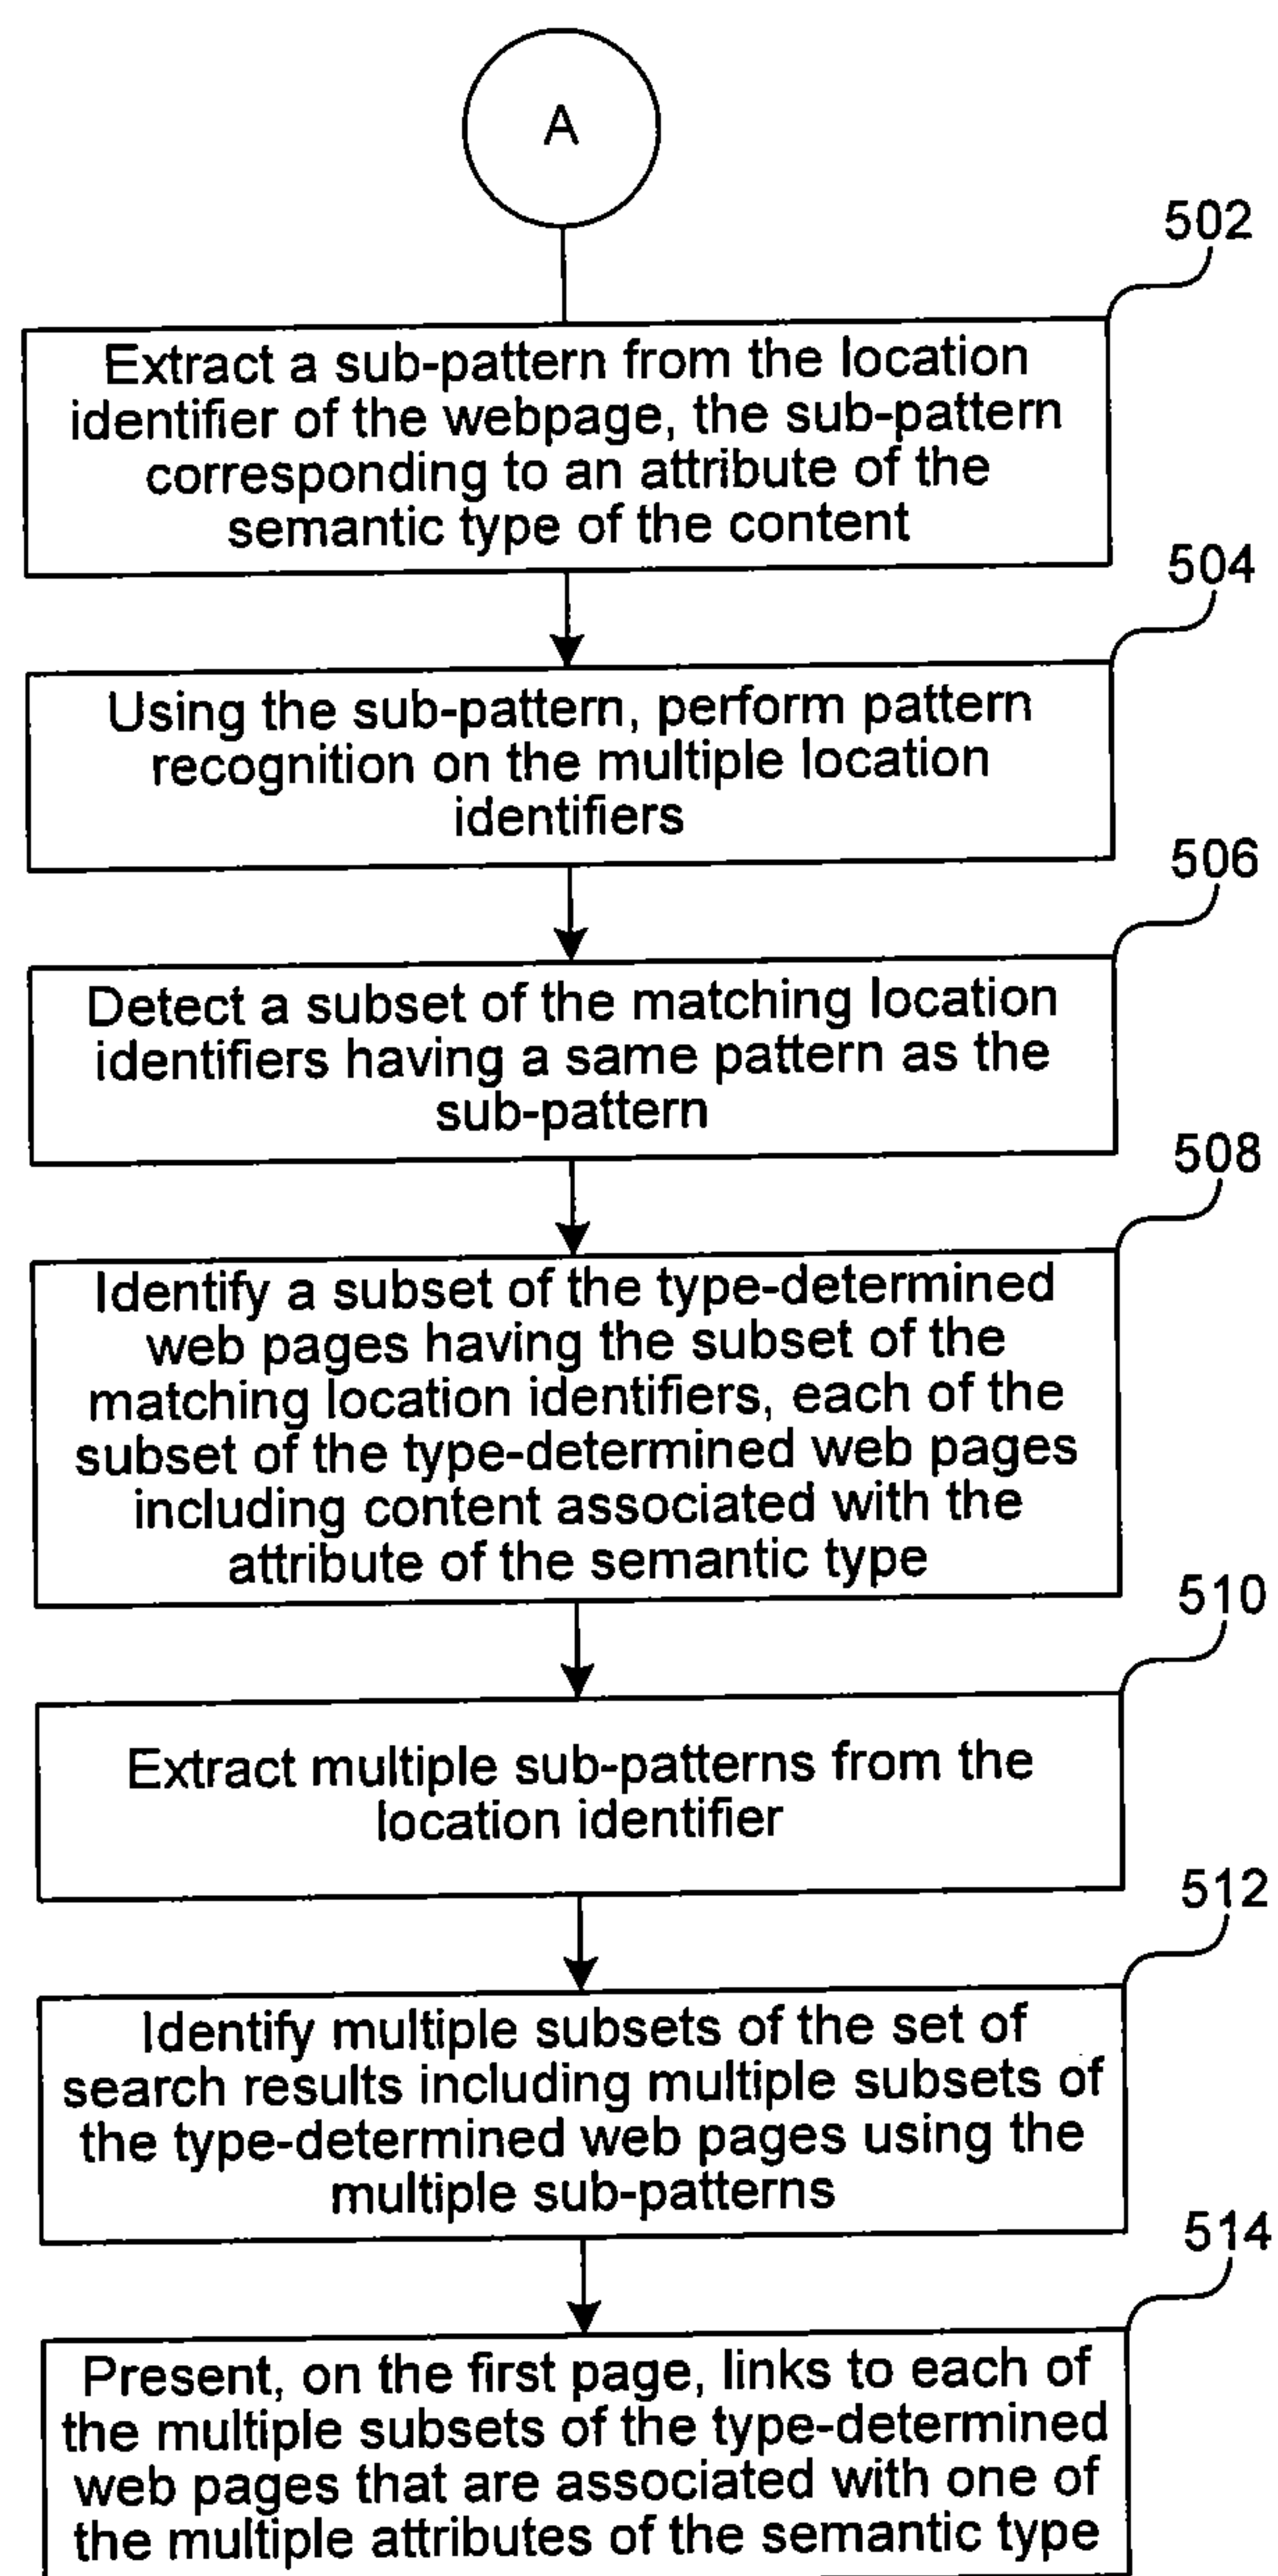 A
502
Extract a sub-pattern from the location
identifier of the webpage, the sub-pattern
corresponding to an attribute of the
semantic type of the content
504
Using the sub-pattern, perform pattern
recognition on the multiple location
identifiers
506
Detect a subset of the matching location
identifiers having a same pattern as the
sub-pattern
508
Identify a subset of the type-determined
web pages having the subset of the
matching location identifiers, each of the
subset of the type-determined web pages
including content associated with the
attribute of the semantic type
510
Extract multiple sub-patterns from the
location identifier
512
Identify multiple subsets of the set of
search results including multiple subsets of
the type-determined web pages using the
multiple sub-patterns
514
Present, on the first page, links to each of
the multiple subsets of the type-determined
web pages that are associated with one of
the multiple attributes of the semantic type